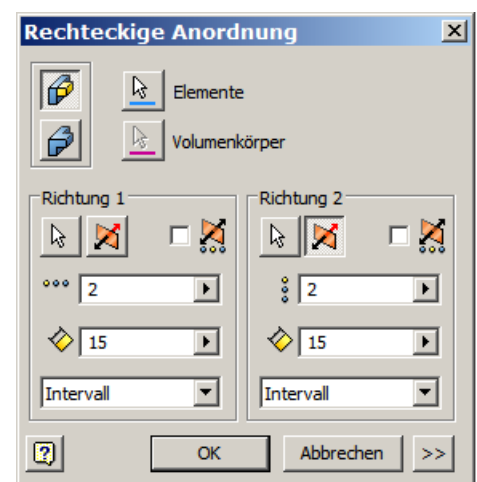 Rechteckige Anordnung
Elemente
Volumenkörper
Richtung 1
Richtung 2
2
2
15
15
Intervall
Intervall
OK
Abbrechen
>>